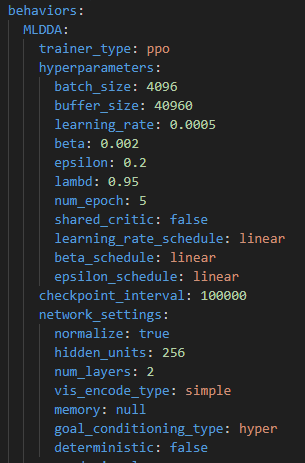 behaviors:
MLDDA:
trainer_type: ppo
hyperparameters:
batch_size: 4096
buffer_size: 40960
learning_rate: 0.0005
beta: 0.002
epsilon: 0.2
lambd: 0.95
num_epoch: 5
shared_critic: false
learning_rate_schedule: linear
beta_schedule: linear
epsilon_schedule: linear
checkpoint_interval: 100000
network_settings:
normalize: true
hidden_units: 256
num_layers: 2
vis_encode_type: simple
memory: null
goal_conditioning_type: hyper
deterministic: false